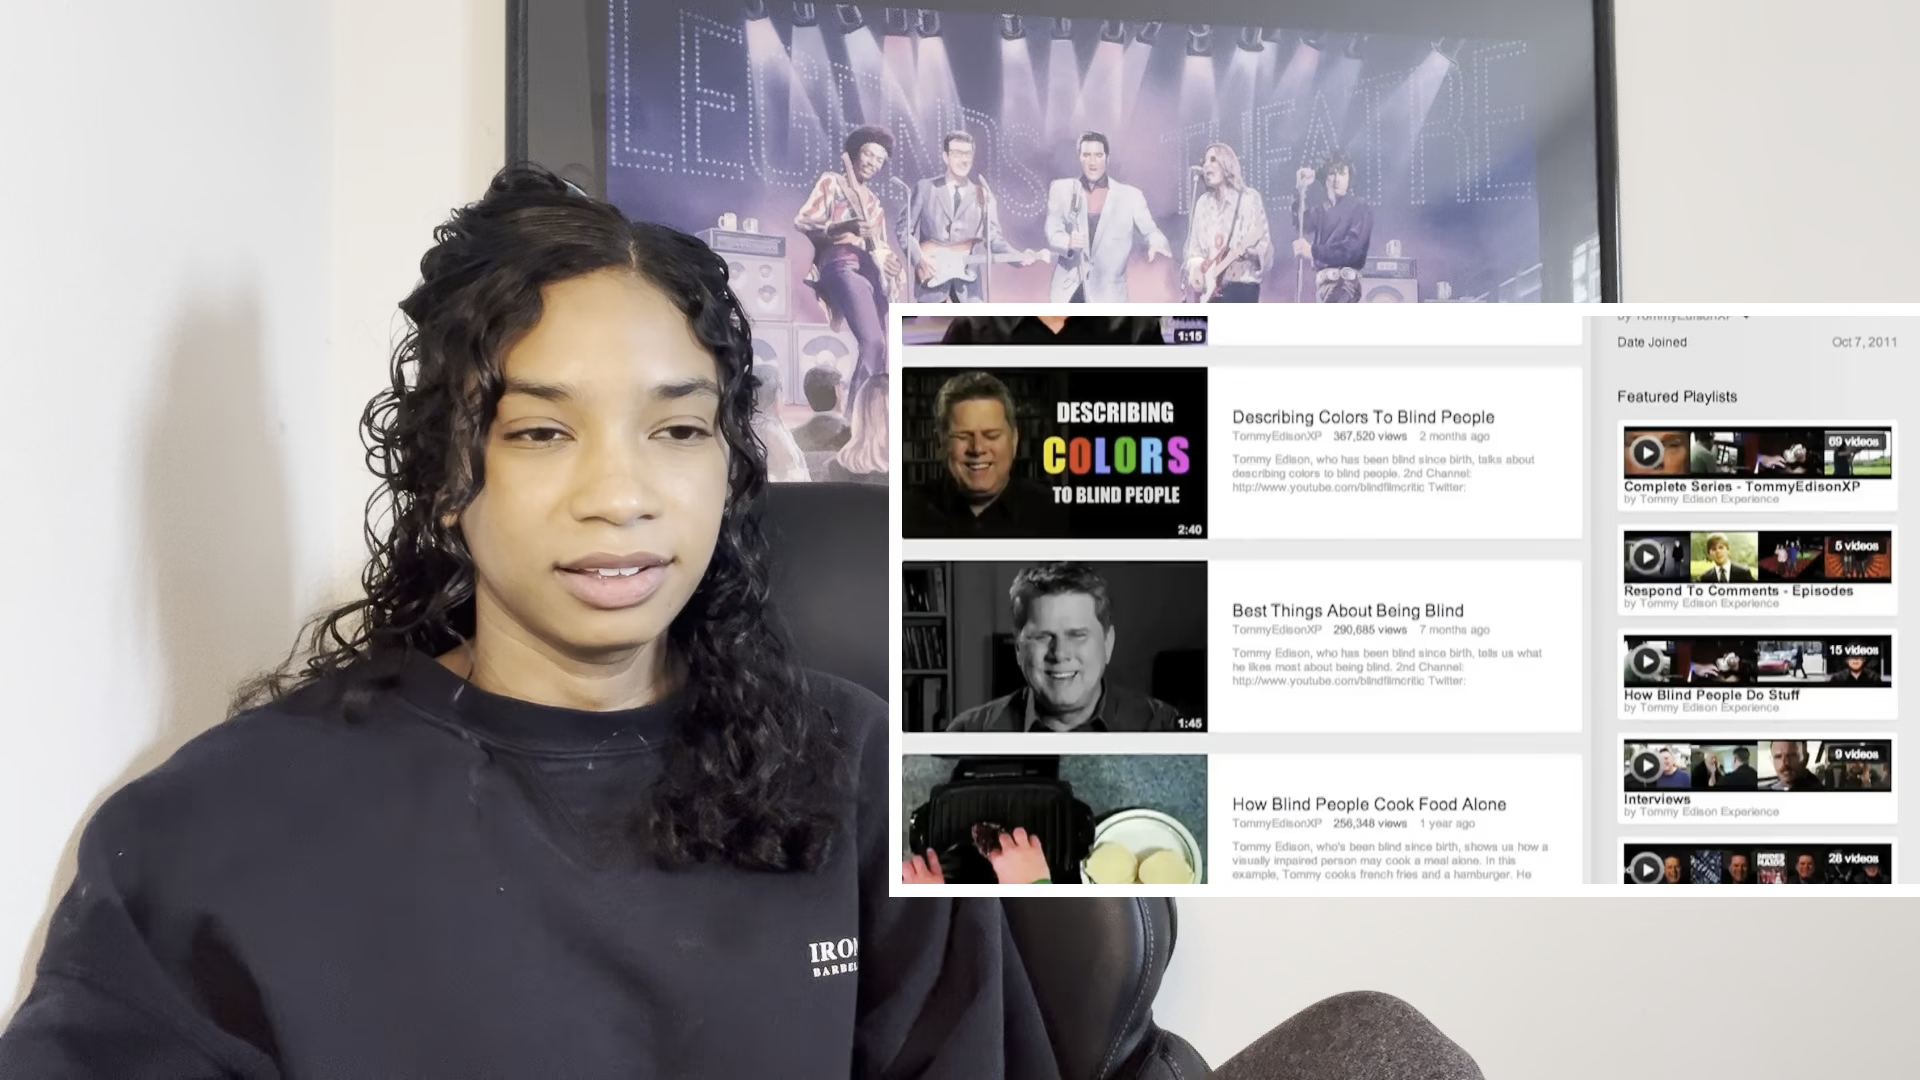 LEGENDS THEATRE
1:15
by TommyEdisonXP
Date Joined
Oct 7, 2011
Featured Playlists
DESCRIBING
COLORS
TO BLIND PEOPLE
2:40
Describing Colors To Blind People
TommyEdisonXP 367,520 views 2 months ago
Tommy Edison, who has been blind since birth, talks about
describing colors to blind people. 2nd Channel:
http://www.youtube.com/blindfilmcritic Twitter:
69 videos
Complete Series - TommyEdisonXP
by Tommy Edison Experience
5 videos
Respond To Comments - Episodes
by Tommy Edison Experience
1:45
Best Things About Being Blind
TommyEdisonXP 290,685 views 7 months ago
Tommy Edison, who has been blind since birth, tells us what
he likes most about being blind. 2nd Channel:
http://www.youtube.com/blindfilmcritic Twitter:
15 videos
How Blind People Do Stuff
by Tommy Edison Experience
9 videos
Interviews
by Tommy Edison Experience
How Blind People Cook Food Alone
TommyEdisonXP 256,348 views 1 year ago
Tommy Edison, who's been blind since birth, shows us how a
visually impaired person may cook a meal alone. In this
example, Tommy cooks french fries and a hamburger. He
28 videos
BRIDES
MAIDS
IRON
BARBEL